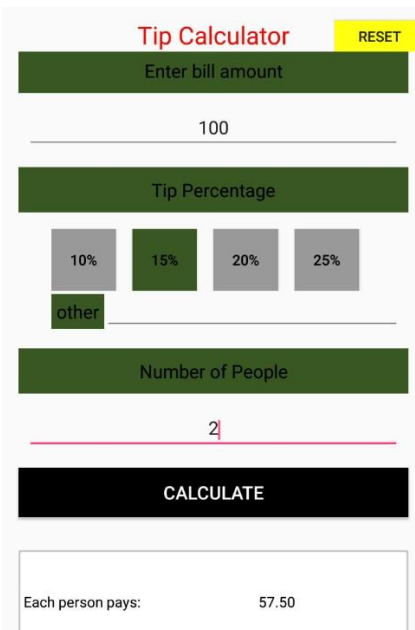 Tip Calculator RESET
Enter bill amount
100
Tip Percentage
10% 15% 20% 25%
other
Number of People
2
CALCULATE
Each person pays: 57.50